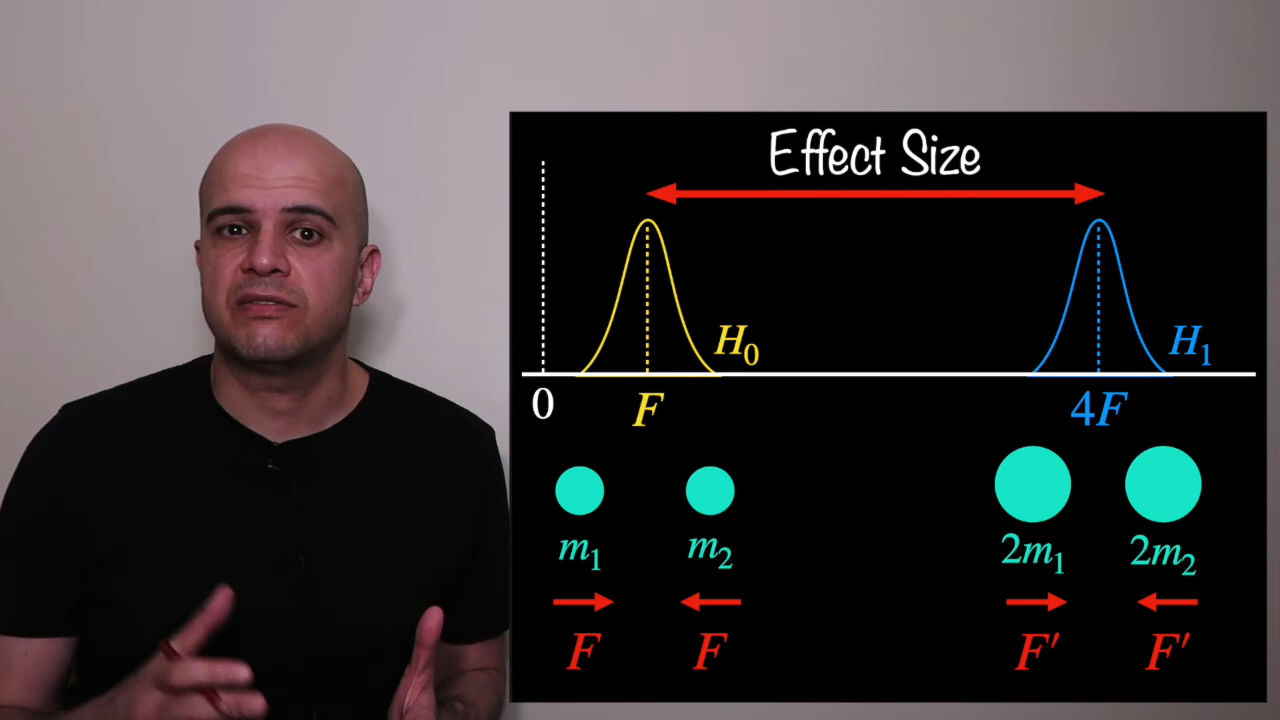 Effect Size
H₀
H₁
0 F 4F
m₁ m₂ 2m₁ 2m₂
F F F′ F′